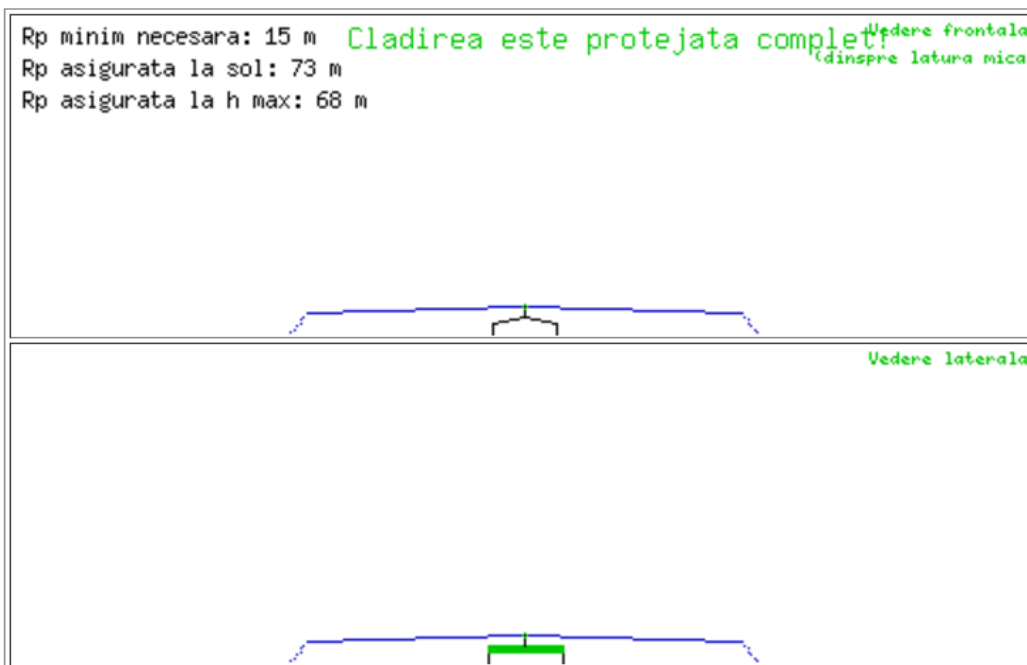 Rp minim necesara: 15 m
Cladirea este protejata complet!
Vedere frontala
(dinspre latura mica
Rp asigurata la sol: 73 m
Rp asigurata la h max: 68 m
Vedere laterala